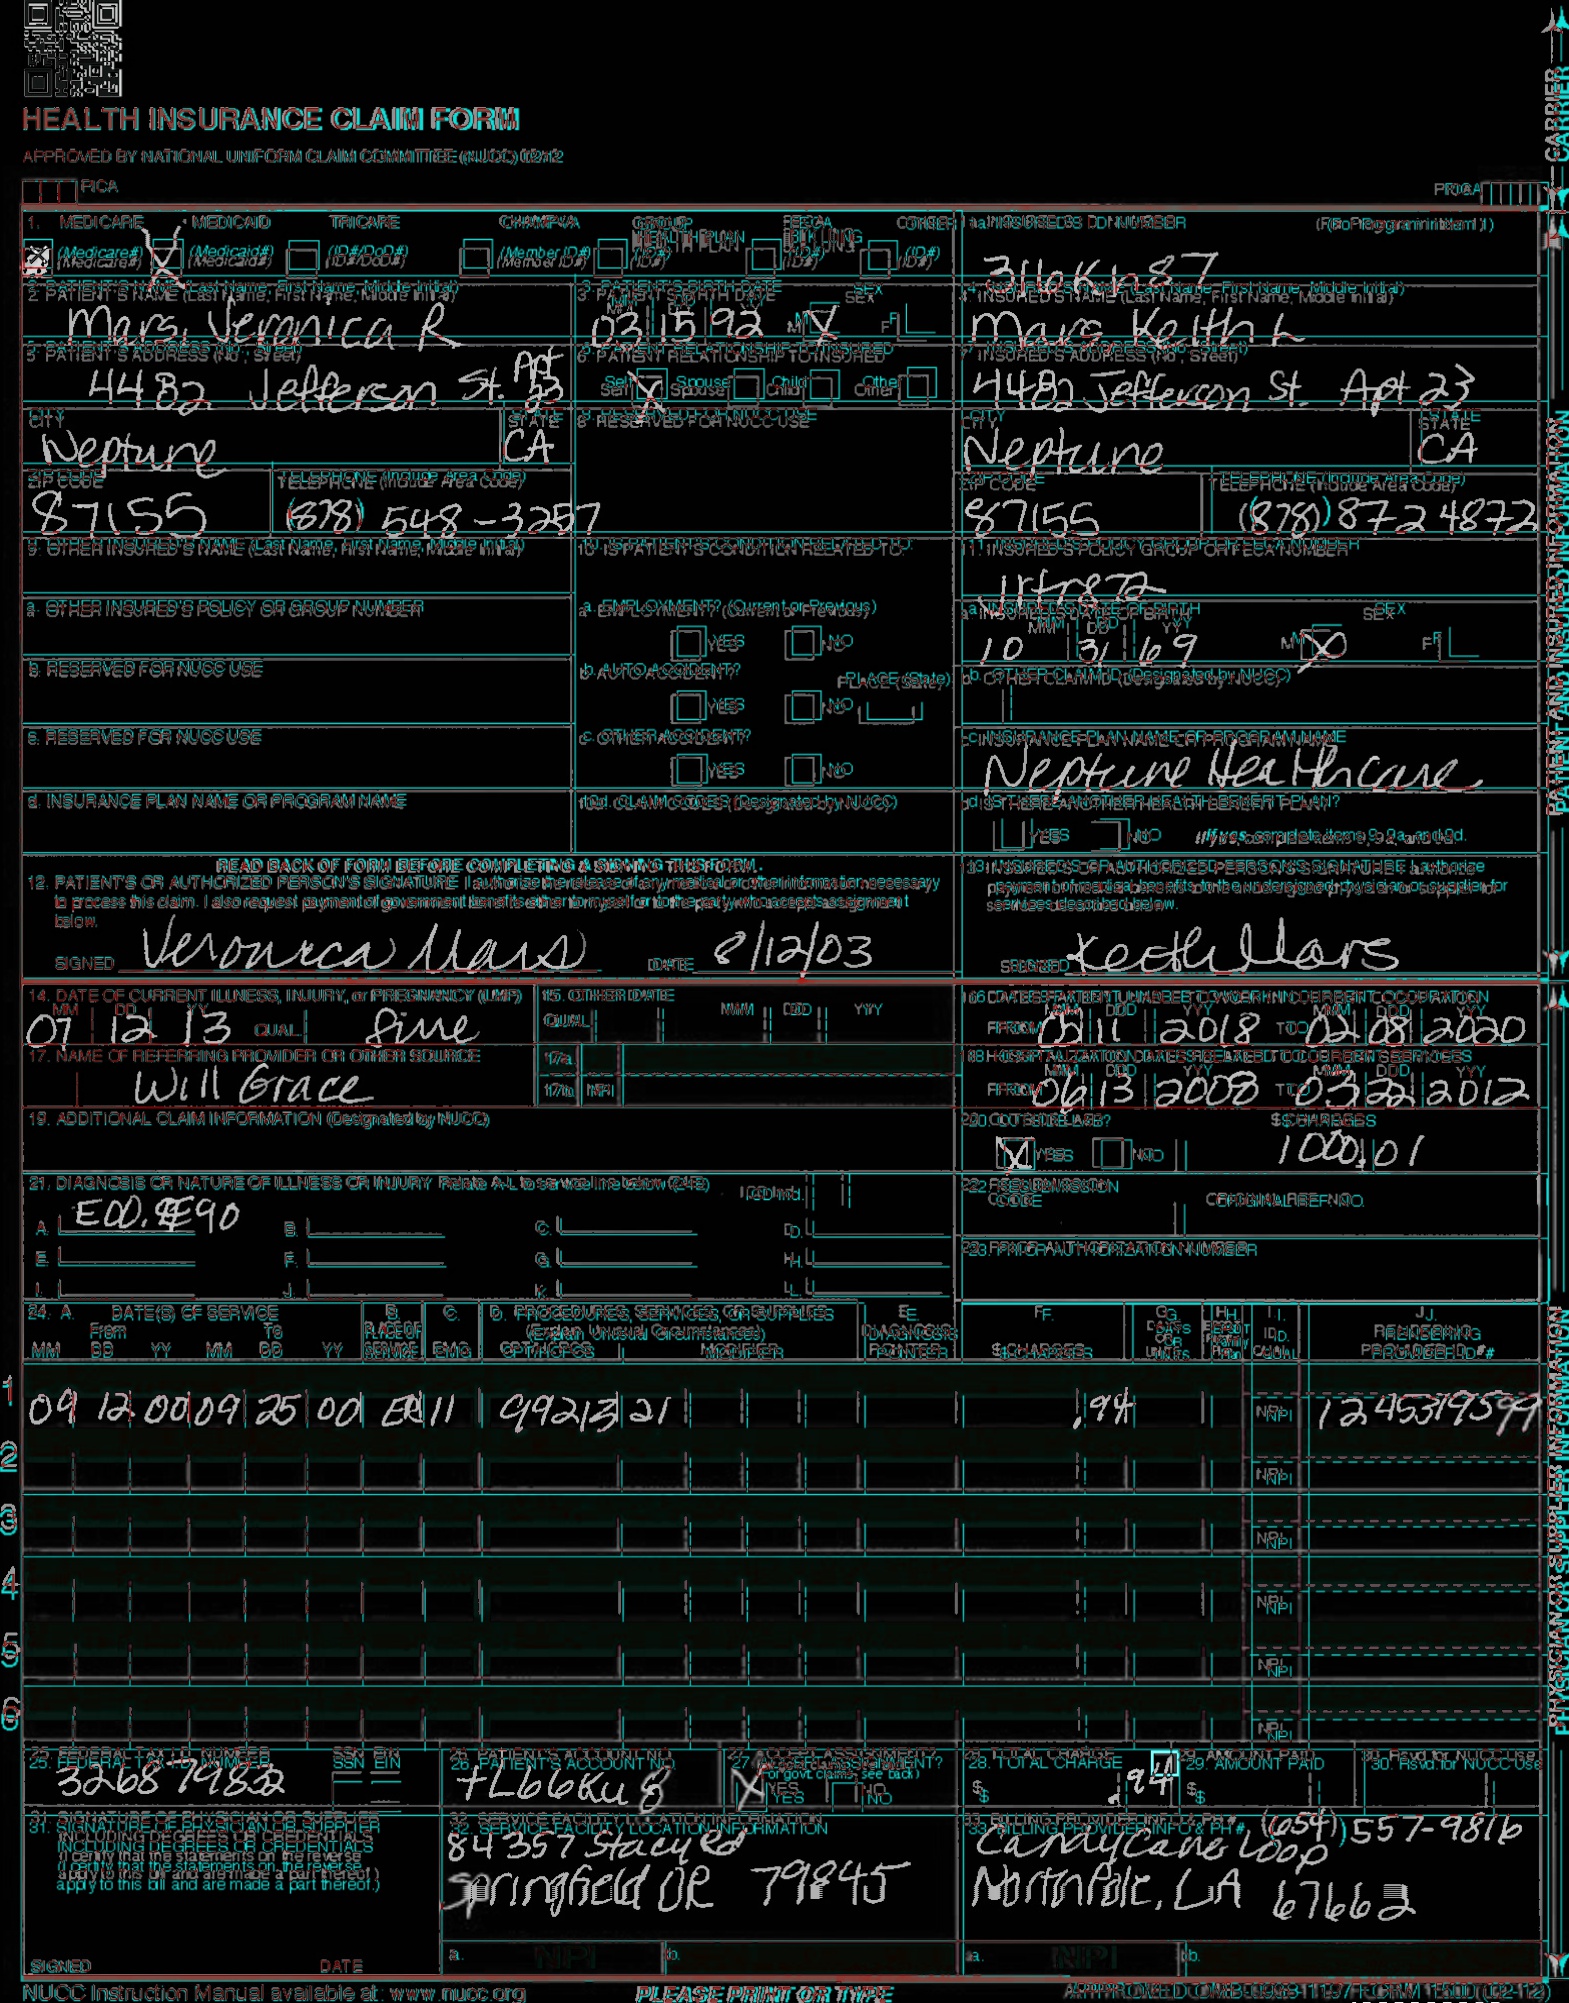 HEALTH INSURANCE CLAIM FORM
APPROVED BY NATIONAL UNIFORM CLAIM COMMITTEE (NUCC) 02/12
PICA
PICA
CARRIER
1. MEDICARE MEDICAID TRICARE CHAMPVA GROUP HEALTH PLAN FECA BLK LUNG OTHER
(Medicare#) (Medicaid#) (ID#/DoD#) (Member ID#) (ID#) (ID#) (ID#)
1a. INSURED'S I.D. NUMBER (For Program in Item 1)
316Kin87
2. PATIENT'S NAME (Last Name, First Name, Middle Initial)
Mars, Veronica R
3. PATIENT'S BIRTH DATE SEX
MM DD
03 15 92 M F
4. INSURED'S NAME (Last Name, First Name, Middle Initial)
Mars Keith L
5. PATIENT'S ADDRESS (No., Street)
4482 Jefferson St. Apt 23
6. PATIENT RELATIONSHIP TO INSURED
Self Spouse Child Other
7. INSURED'S ADDRESS (No., Street)
4482 Jefferson St. Apt 23
CITY STATE
Neptune CA
8. RESERVED FOR NUCC USE
CITY STATE
Neptune CA
ZIP CODE TELEPHONE (Include Area Code)
87155 (878) 548-3257
ZIP CODE TELEPHONE (Include Area Code)
87155 (878) 872 4872
9. OTHER INSURED'S NAME (Last Name, First Name, Middle Initial)
10. IS PATIENT'S CONDITION RELATED TO:
11. INSURED'S POLICY GROUP OR FECA NUMBER
a. OTHER INSURED'S POLICY OR GROUP NUMBER
a. EMPLOYMENT? (Current or Previous)
YES NO
a. INSURED'S DATE OF BIRTH SEX
MM DD YY
10 31 69 M F
b. RESERVED FOR NUCC USE
b. AUTO ACCIDENT? PLACE (State)
YES NO
b. OTHER CLAIM ID (Designated by NUCC)
c. RESERVED FOR NUCC USE
c. OTHER ACCIDENT?
YES NO
c. INSURANCE PLAN NAME OR PROGRAM NAME
Neptune Healthcare
d. INSURANCE PLAN NAME OR PROGRAM NAME
10d. CLAIM CODES (Designated by NUCC)
d. IS THERE ANOTHER HEALTH BENEFIT PLAN?
YES NO If yes, complete items 9, 9a, and 9d.
PATIENT AND INSURED INFORMATION
READ BACK OF FORM BEFORE COMPLETING & SIGNING THIS FORM.
12. PATIENT'S OR AUTHORIZED PERSON'S SIGNATURE I authorize the release of any medical or other information necessary
to process this claim. I also request payment of government benefits either to myself or to the party who accepts assignment
below.
SIGNED Veronica Mars DATE 8/12/03
13. INSURED'S OR AUTHORIZED PERSON'S SIGNATURE I authorize
payment of medical benefits to the undersigned physician or supplier for
services described below.
SIGNED Keith Mars
14. DATE OF CURRENT ILLNESS, INJURY, or PREGNANCY (LMP)
MM DD YY
07 12 13 QUAL.
15. OTHER DATE
QUAL. MM DD YY
16. DATES PATIENT UNABLE TO WORK IN CURRENT OCCUPATION
MM DD YY MM DD YY
FROM 05 11 2018 TO 02 08 2020
17. NAME OF REFERRING PROVIDER OR OTHER SOURCE
Will Grace
17a.
17b. NPI
18. HOSPITALIZATION DATES RELATED TO CURRENT SERVICES
MM DD YY MM DD YY
FROM 06 13 2008 TO 03 22 2012
19. ADDITIONAL CLAIM INFORMATION (Designated by NUCC)
20. OUTSIDE LAB? $ CHARGES
YES NO 1000 01
21. DIAGNOSIS OR NATURE OF ILLNESS OR INJURY Relate A-L to service line below (24E) ICD Ind.
A. B. C. D.
E. F. G. H.
I. J. K. L.
22. RESUBMISSION CODE ORIGINAL REF. NO.
23. PRIOR AUTHORIZATION NUMBER
24. A. DATE(S) OF SERVICE B. C. D. PROCEDURES, SERVICES, OR SUPPLIES E. F. G. H. I. J.
From To PLACE OF (Explain Unusual Circumstances) DIAGNOSIS DAYS OR EPSDT ID. RENDERING
MM DD YY MM DD YY SERVICE EMG CPT/HCPCS MODIFIER POINTER $ CHARGES UNITS QUAL. PROVIDER ID. #
1 09 12 00 09 25 00 ER 11 99213 21 .94 NPI 1245319599
2 NPI
3 NPI
4 NPI
5 NPI
6 NPI
PHYSICIAN OR SUPPLIER INFORMATION
25. FEDERAL TAX I.D. NUMBER SSN EIN
326879832
26. PATIENT'S ACCOUNT NO.
7L66Ku8
27. ACCEPT ASSIGNMENT?
(For govt. claims, see back)
YES NO
28. TOTAL CHARGE
$ .94
29. AMOUNT PAID
$
30. Rsvd for NUCC Use
31. SIGNATURE OF PHYSICIAN OR SUPPLIER
INCLUDING DEGREES OR CREDENTIALS
(I certify that the statements on the reverse
apply to this bill and are made a part thereof.)
SIGNED DATE
32. SERVICE FACILITY LOCATION INFORMATION
84357 Stacy Rd
Springfield OR 79845
a. NPI b.
33. BILLING PROVIDER INFO & PH # (654) 557-9816
Candycane Loop
North Pole, LA 67662
a. NPI b.
NUCC Instruction Manual available at: www.nucc.org
PLEASE PRINT OR TYPE
APPROVED OMB-0938-1197 FORM 1500 (02-12)